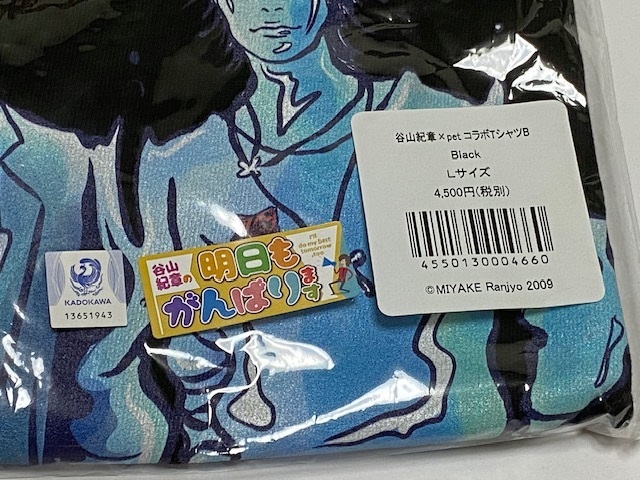 谷山紀章×pet コラボTシャツB
Black
Lサイズ
4,500円(税別)
4550130004660
©MIYAKE Ranjyo 2009
KADOKAWA
13651943
谷山
紀章の
明日も
がんばります
I'll
do my best
tomorrow
,too